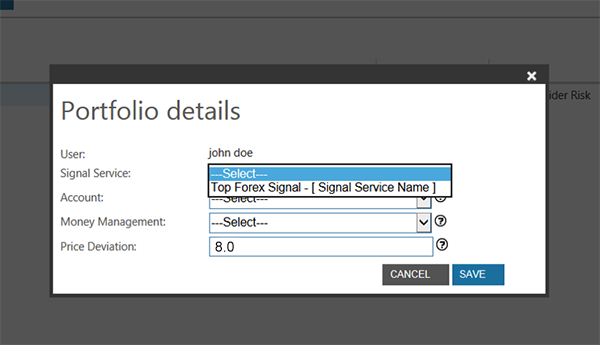 ider Risk
Portfolio details
User: john doe
Signal Service: ---Select---
Top Forex Signal - [ Signal Service Name ]
Account: ---Select---
Money Management: ---Select---
Price Deviation: 8.0
CANCEL SAVE